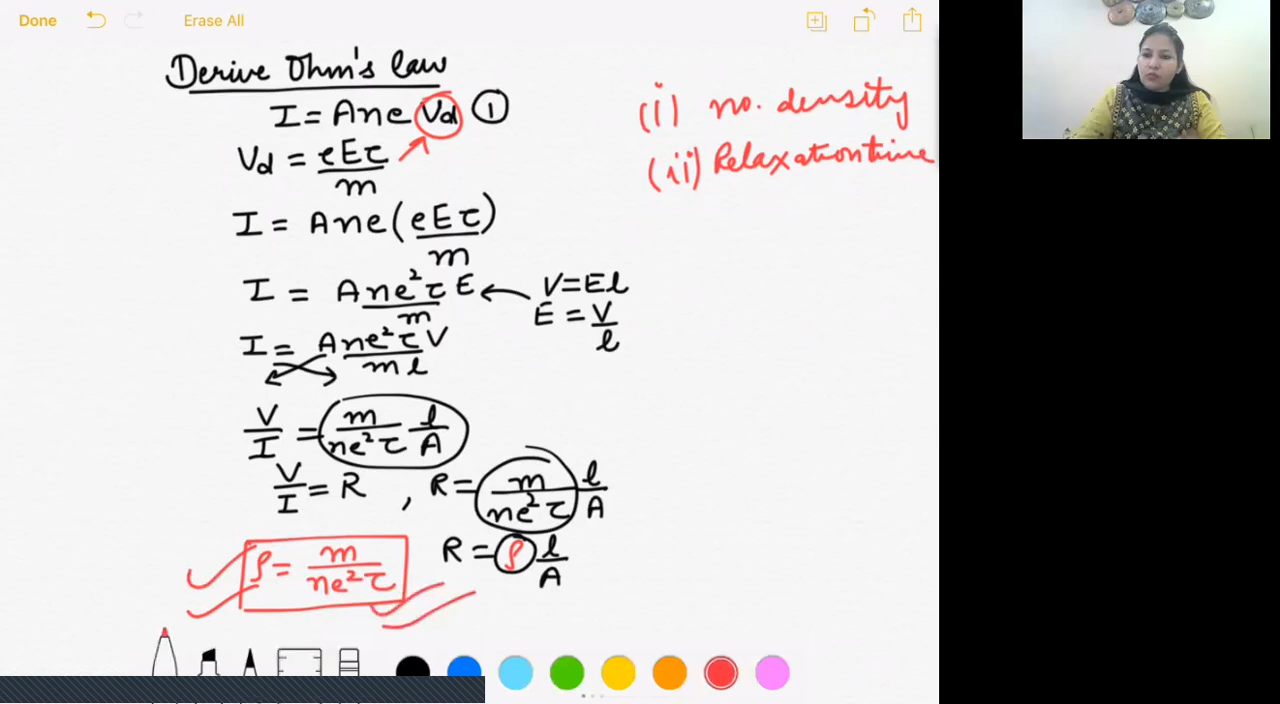 Done
Erase All
Derive Ohm's law
I = Ane Vd ①
Vd = eEτ/m
I = Ane(eEτ/m)
I = Ane²τ/m E
V=El
E = V/l
I = Ane²τV/ml
V/I = m/ne²τ l/A
V/I = R , R = m/ne²τ l/A
R = ρ l/A
ρ = m/ne²τ
(i) no. density
(ii) Relaxation time